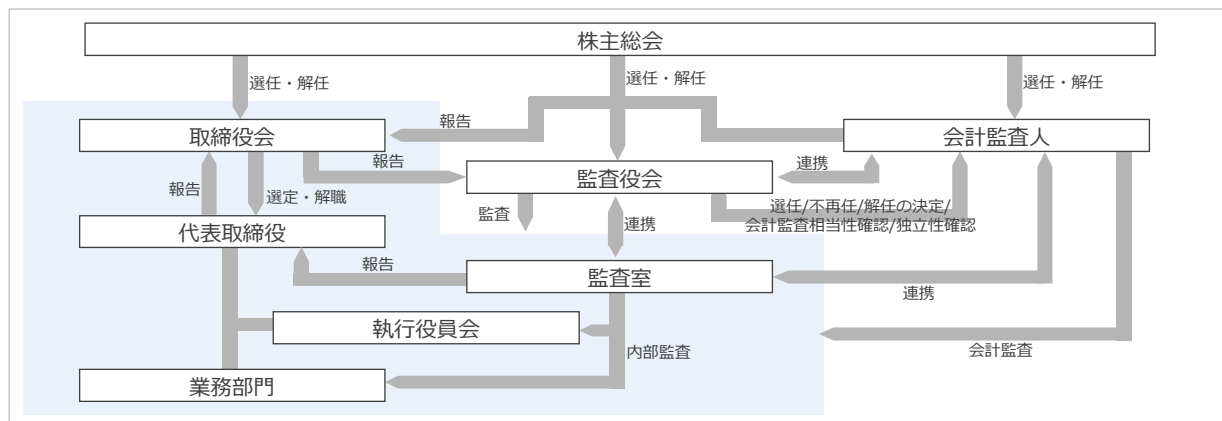 株主総会
選任・解任
選任・解任
選任・解任
報告
取締役会
会計監査人
報告
連携
監査役会
報告
選定・解職
監査
連携
選任/不再任/解任の決定/
会計監査相当性確認/独立性確認
代表取締役
報告
監査室
連携
執行役員会
内部監査
会計監査
業務部門